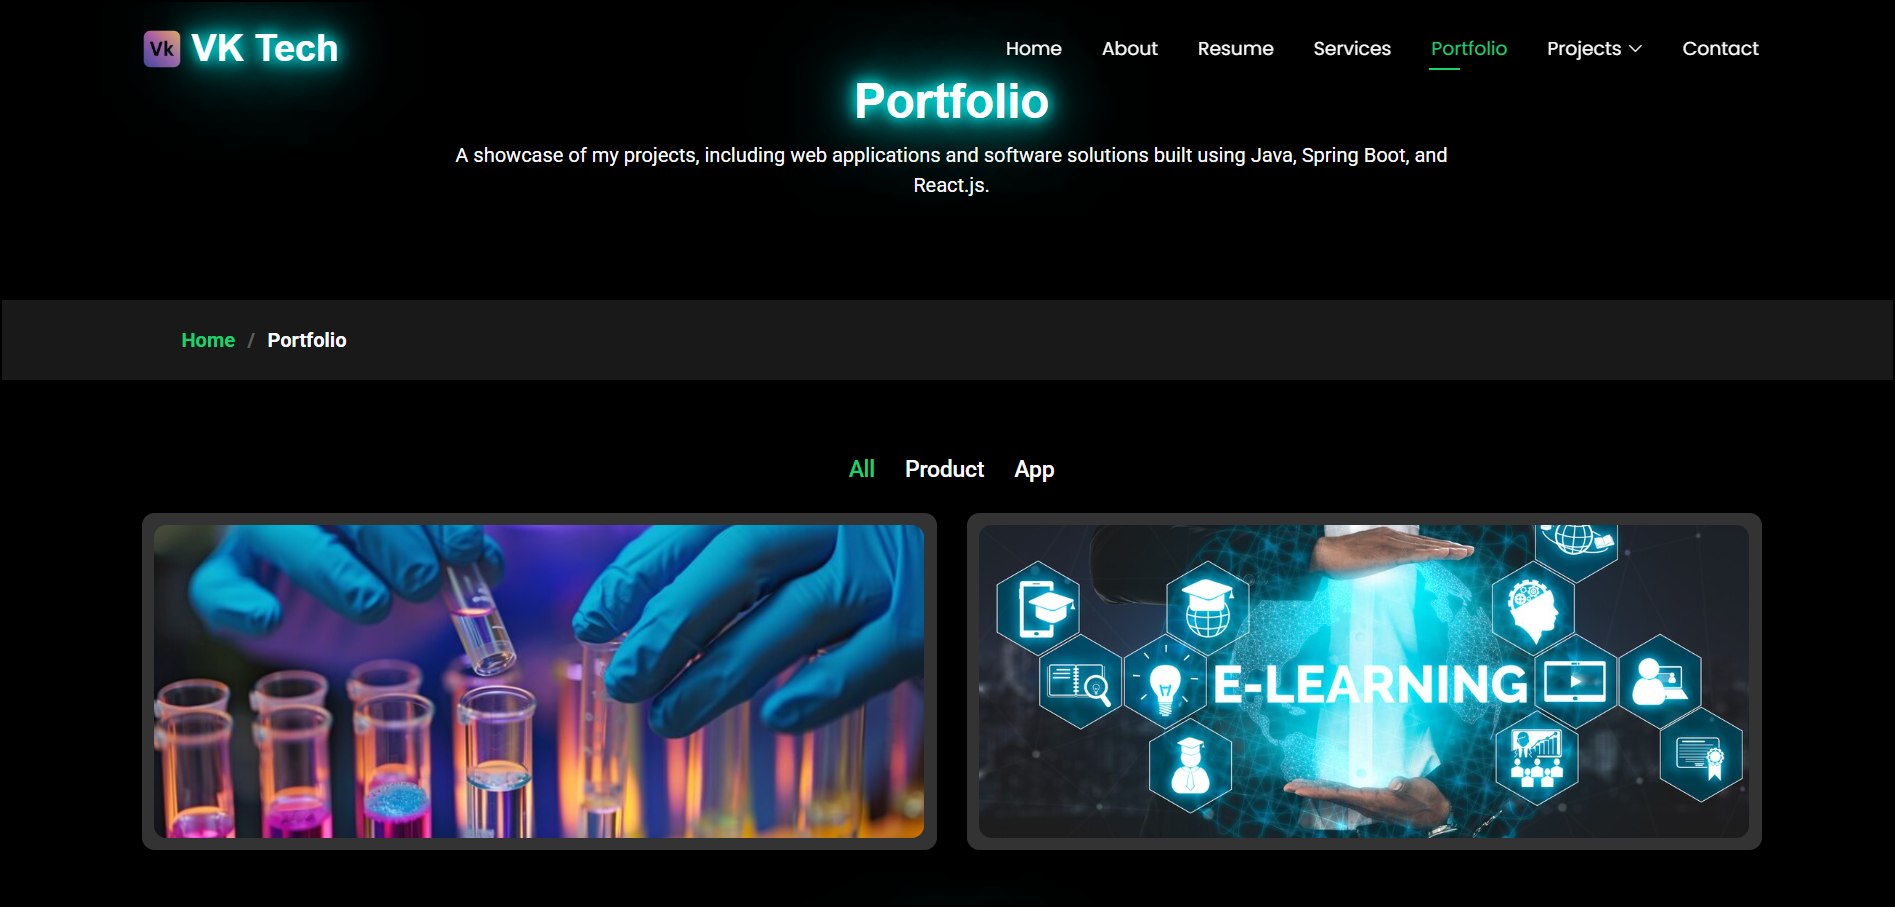 Vk VK Tech
Home About Resume Services Portfolio Projects Contact
Portfolio
A showcase of my projects, including web applications and software solutions built using Java, Spring Boot, and
React.js.
Home / Portfolio
All Product App
E-LEARNING